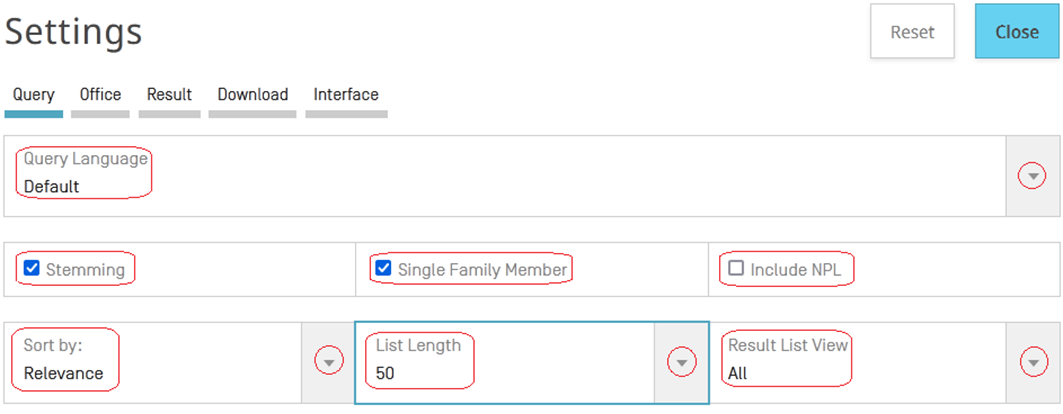 Settings
Reset
Close
Query Office Result Download Interface
Query Language
Default
Stemming
Single Family Member
Include NPL
Sort by:
Relevance
List Length
50
Result List View
All